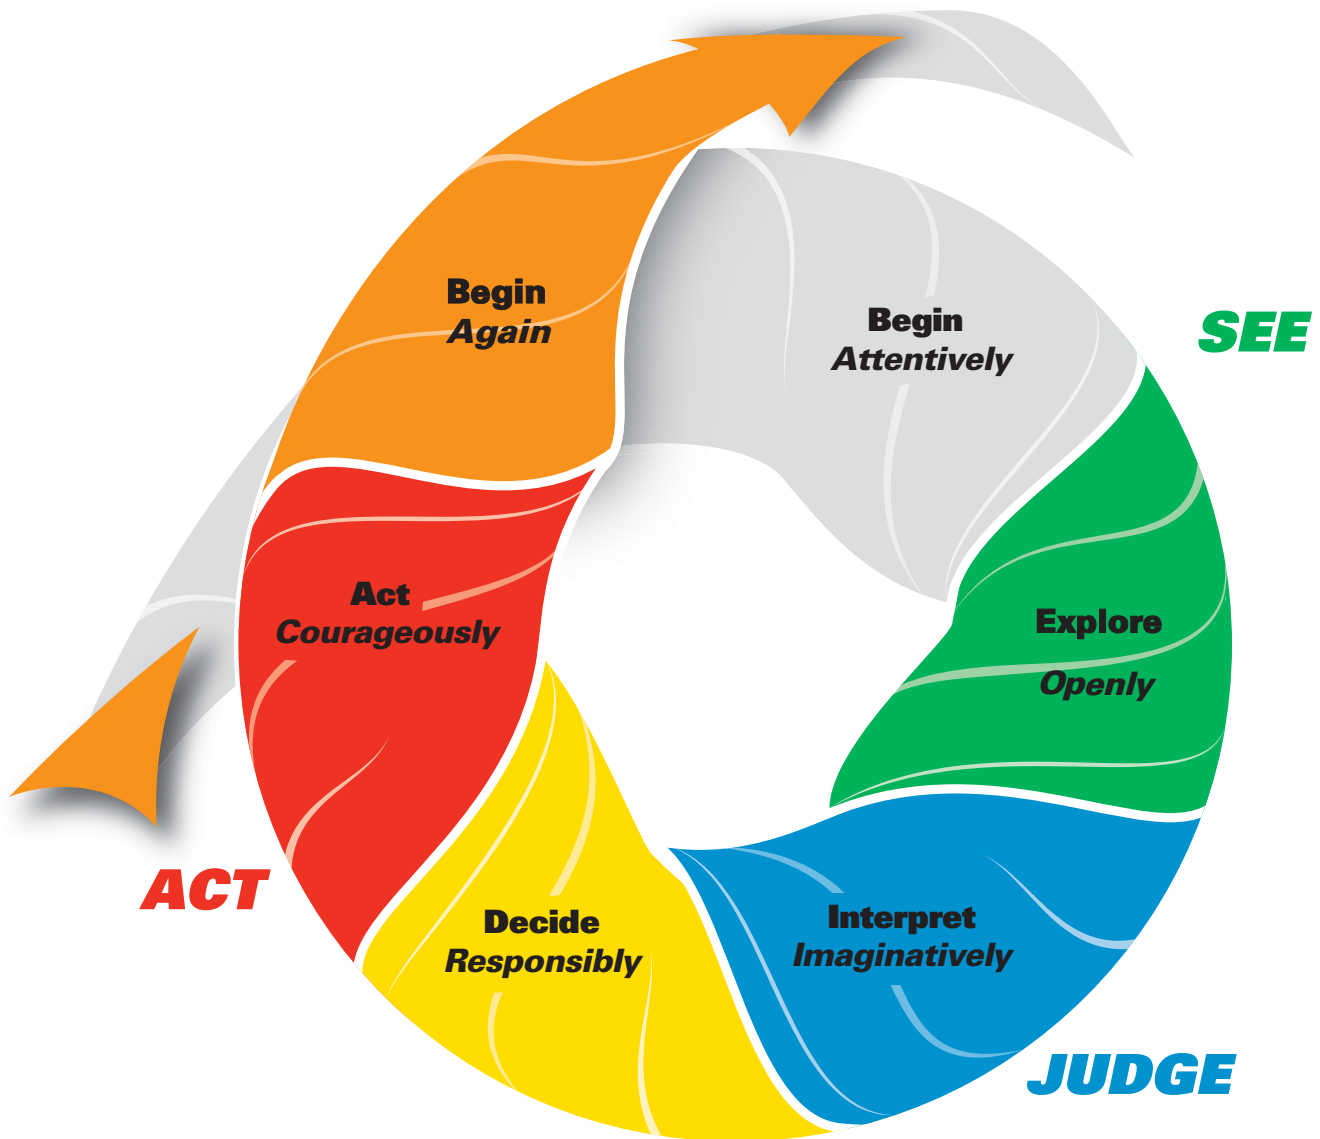 Begin
Again
Begin
Attentively
SEE
Explore
Openly
Act
Courageously
ACT
Decide
Responsibly
Interpret
Imaginatively
JUDGE